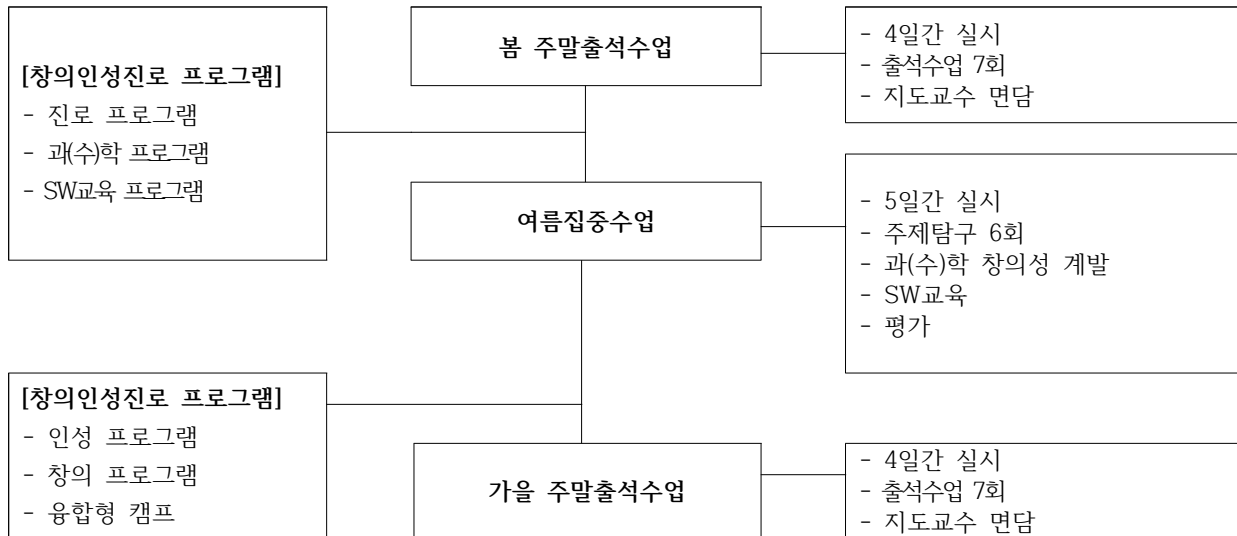 [창의인성진로 프로그램]
- 진로 프로그램
- 과(수)학 프로그램
- SW교육 프로그램
봄 주말출석수업
- 4일간 실시
- 출석수업 7회
- 지도교수 면담
여름집중수업
- 5일간 실시
- 주제탐구 6회
- 과(수)학 창의성 계발
- SW교육
- 평가
[창의인성진로 프로그램]
- 인성 프로그램
- 창의 프로그램
- 융합형 캠프
가을 주말출석수업
- 4일간 실시
- 출석수업 7회
- 지도교수 면담